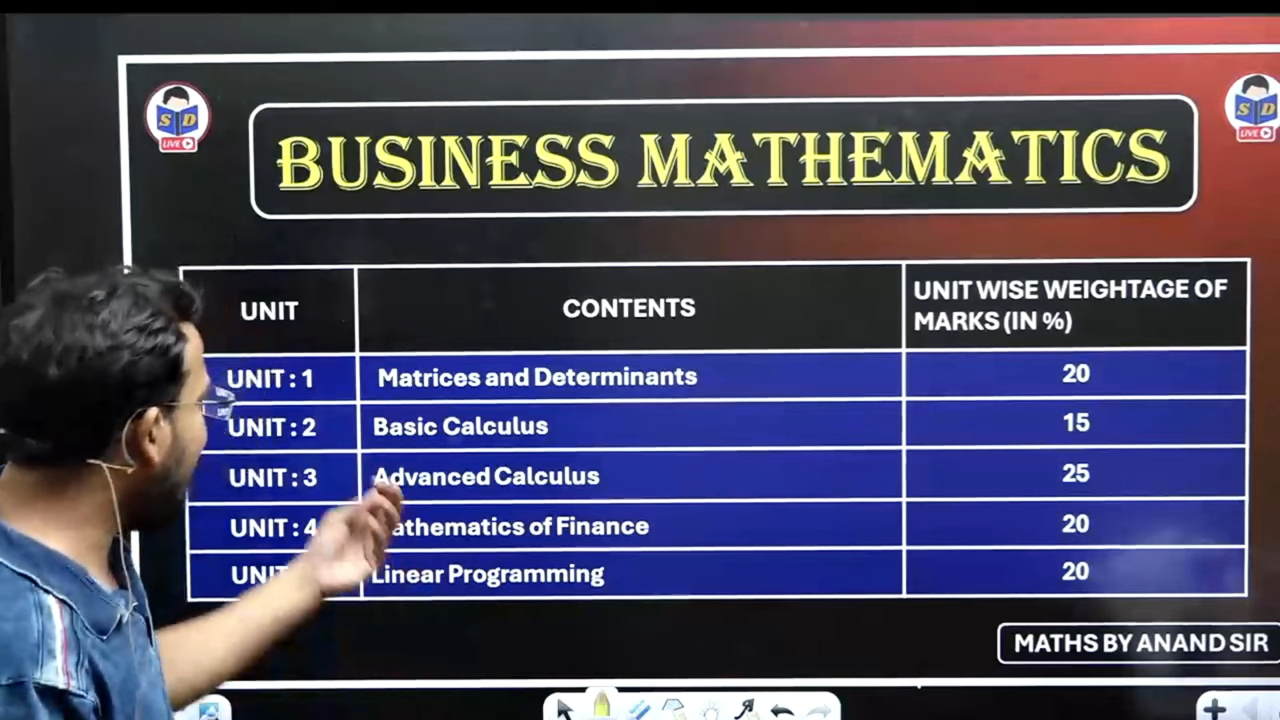 S D
LIVE
S D
LIVE
BUSINESS MATHEMATICS
UNIT
CONTENTS
UNIT WISE WEIGHTAGE OF
MARKS (IN %)
UNIT : 1
Matrices and Determinants
20
UNIT : 2
Basic Calculus
15
UNIT : 3
Advanced Calculus
25
UNIT : 4
athematics of Finance
20
UNIT
Linear Programming
20
MATHS BY ANAND SIR